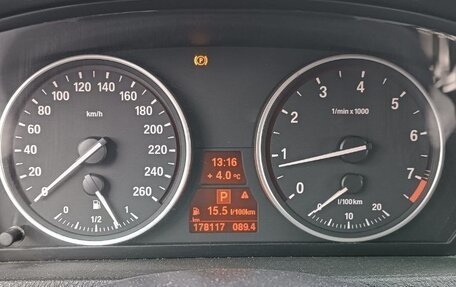 (P)
80 100 120 140 160 180 200 220 240 260
60
40
20
0
km/h
0 1/2 1
13:16
+ 4.0 °C
P
15.5 l/100km
km
178117 089.4
0 1 2 3 4 5 6 7
1/min x 1000
l/100km
0 10 20